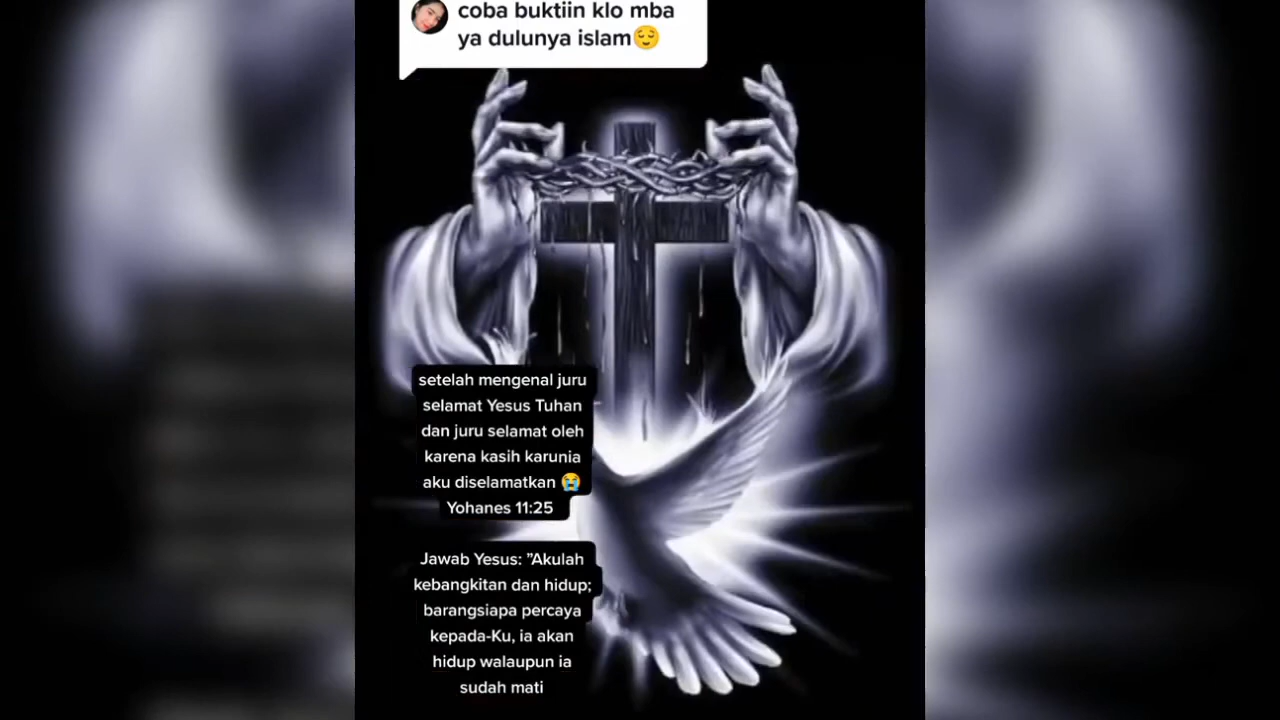 coba buktiin klo mba
ya dulunya islam😌
setelah mengenal juru
selamat Yesus Tuhan
dan juru selamat oleh
karena kasih karunia
aku diselamatkan 😭
Yohanes 11:25
Jawab Yesus: "Akulah
kebangkitan dan hidup;
barangsiapa percaya
kepada-Ku, ia akan
hidup walaupun ia
sudah mati